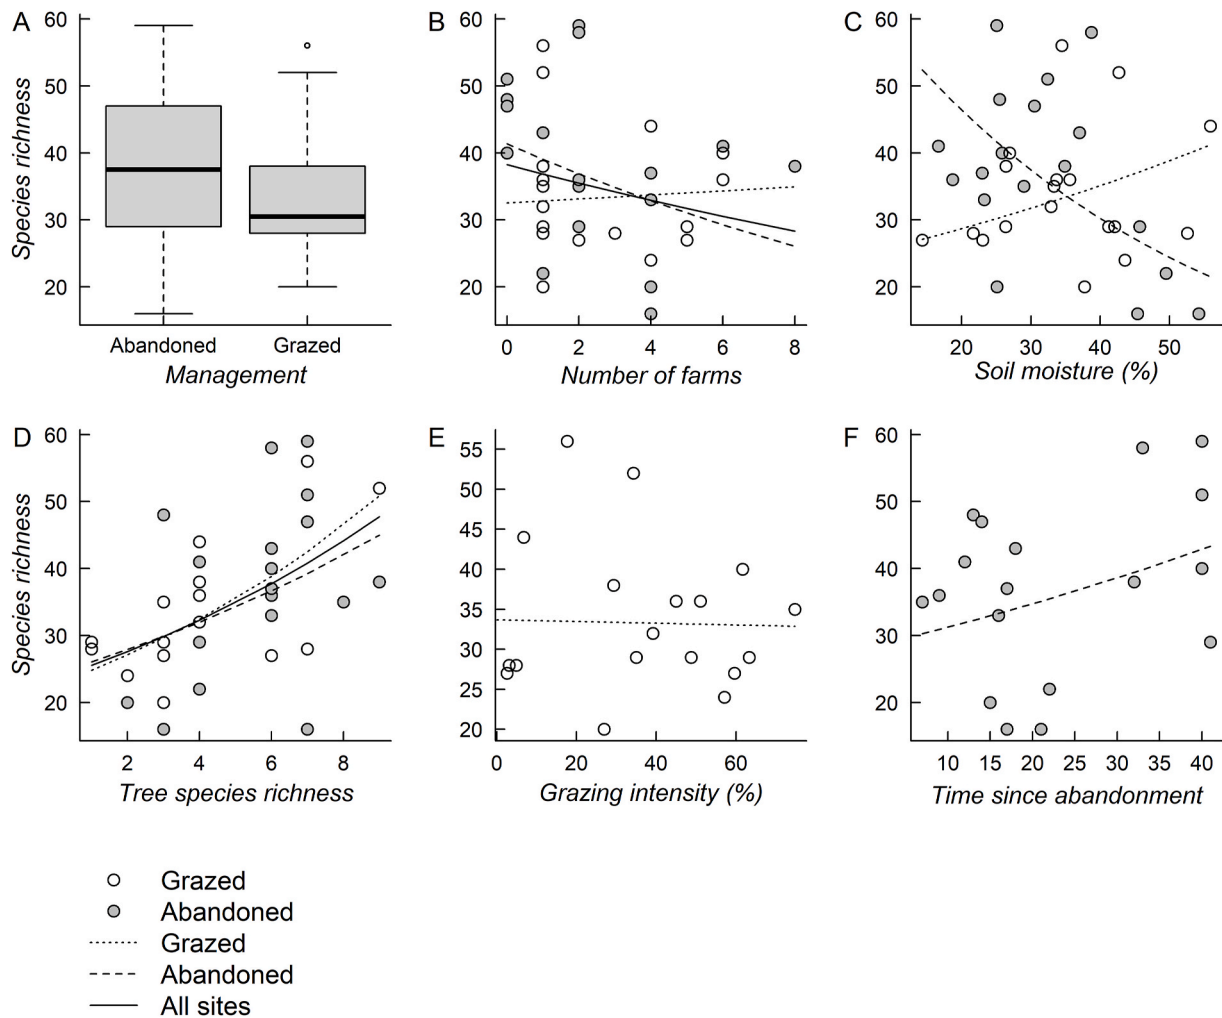 A
B
C
Species richness
60
50
40
30
20
Abandoned
Grazed
Management
60
50
40
30
20
0
2
4
6
8
Number of farms
60
50
40
30
20
20
30
40
50
Soil moisture (%)
D
E
F
Species richness
60
50
40
30
20
2
4
6
8
Tree species richness
55
50
45
40
35
30
25
20
0
20
40
60
Grazing intensity (%)
60
50
40
30
20
10
15
20
25
30
35
40
Time since abandonment
Grazed
Abandoned
Grazed
Abandoned
All sites